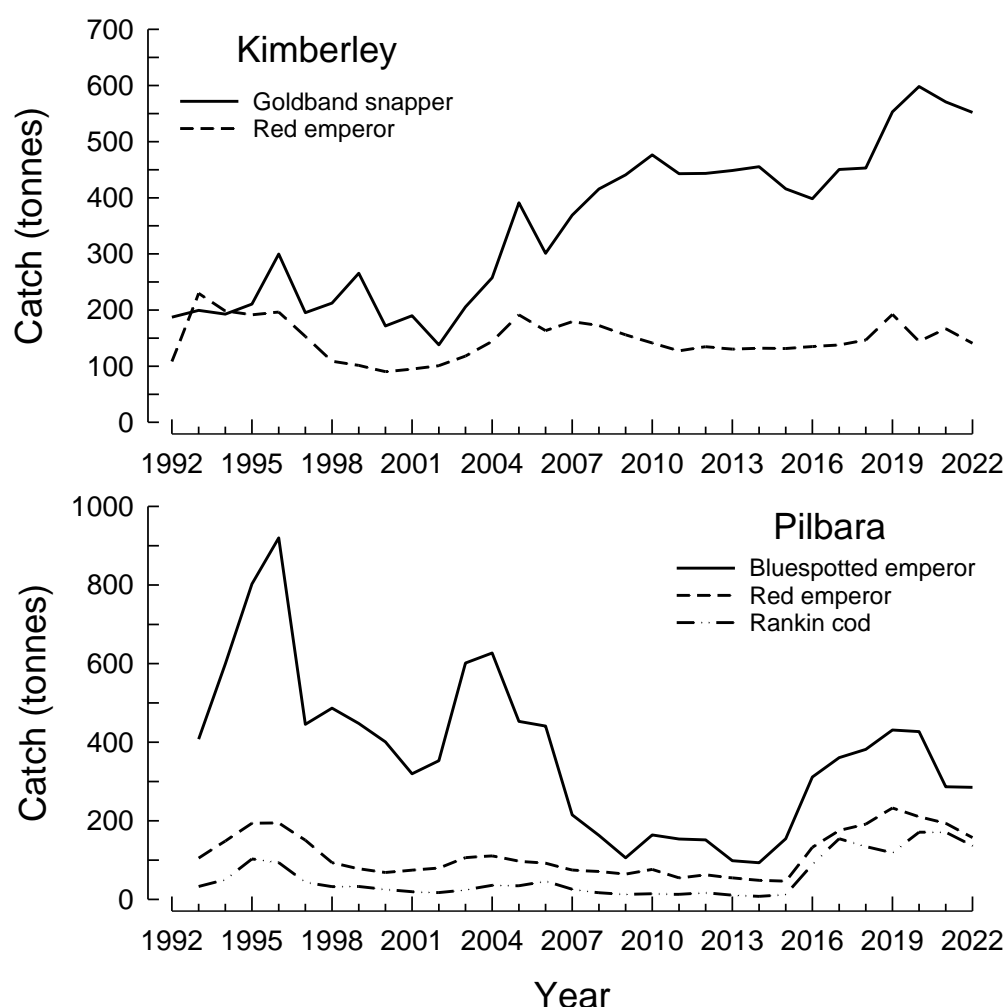 Kimberley
Goldband snapper
Red emperor
Catch (tonnes)
700
600
500
400
300
200
100
0
1992 1995 1998 2001 2004 2007 2010 2013 2016 2019 2022
Pilbara
Bluespotted emperor
Red emperor
Rankin cod
Catch (tonnes)
1000
800
600
400
200
0
1992 1995 1998 2001 2004 2007 2010 2013 2016 2019 2022
Year